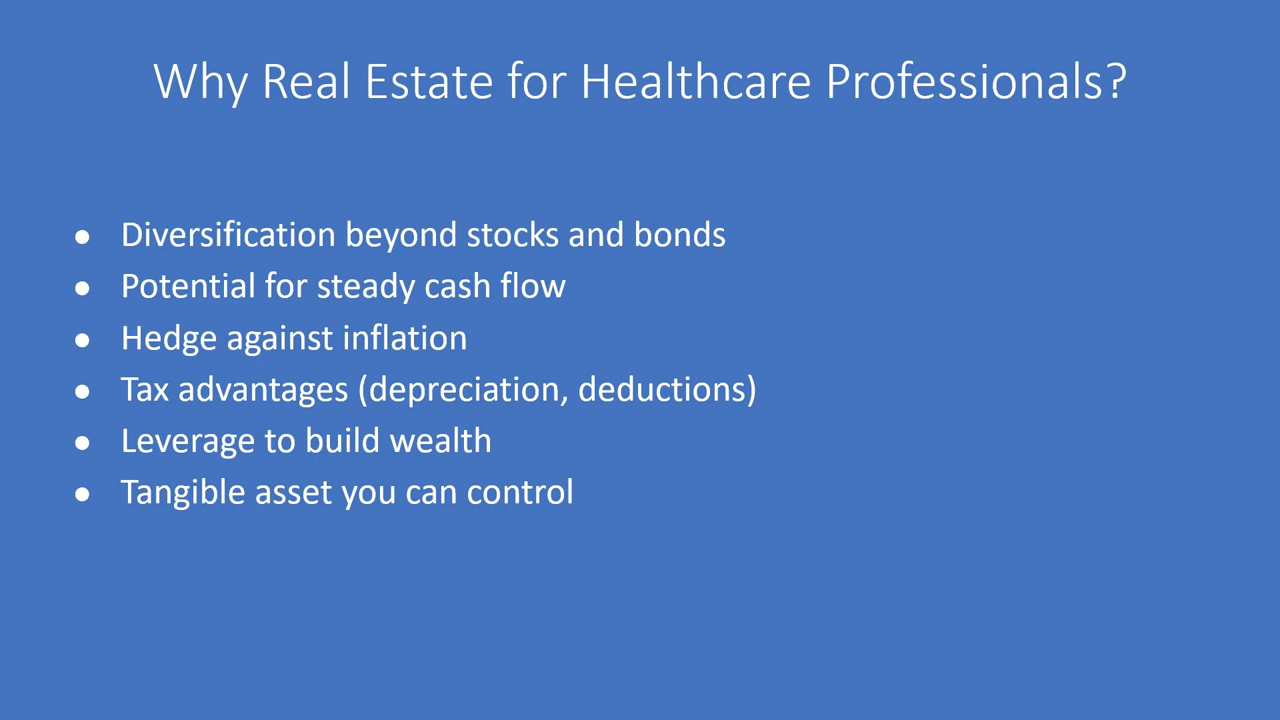 Why Real Estate for Healthcare Professionals?
● Diversification beyond stocks and bonds
● Potential for steady cash flow
● Hedge against inflation
● Tax advantages (depreciation, deductions)
● Leverage to build wealth
● Tangible asset you can control